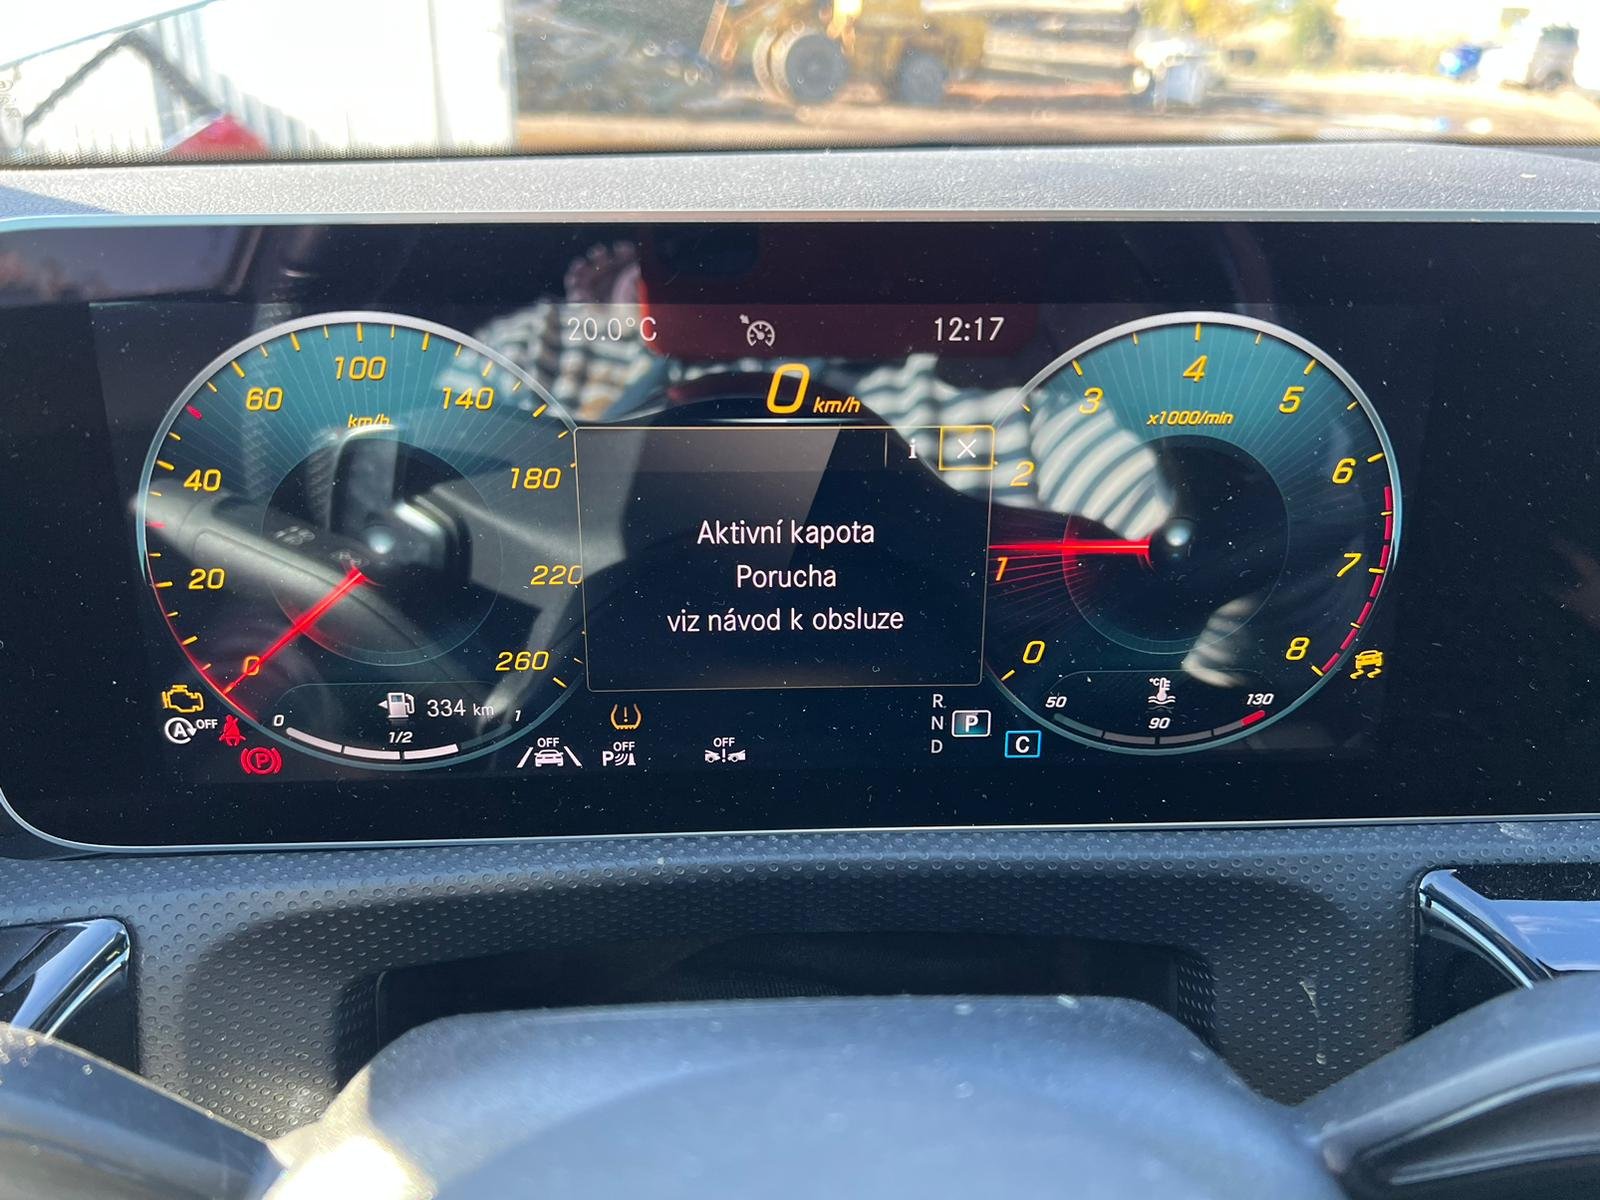 20.0°C
12:17
0 km/h
60
100
140
km/h
40
180
20
220
0
260
i
Aktivní kapota
Porucha
viz návod k obsluze
3
4
5
x1000/min
2
6
1
7
0
8
OFF
0
334 km
1
1/2
P
OFF
OFF
P
OFF
R
N P
D
C
50
°C
90
130